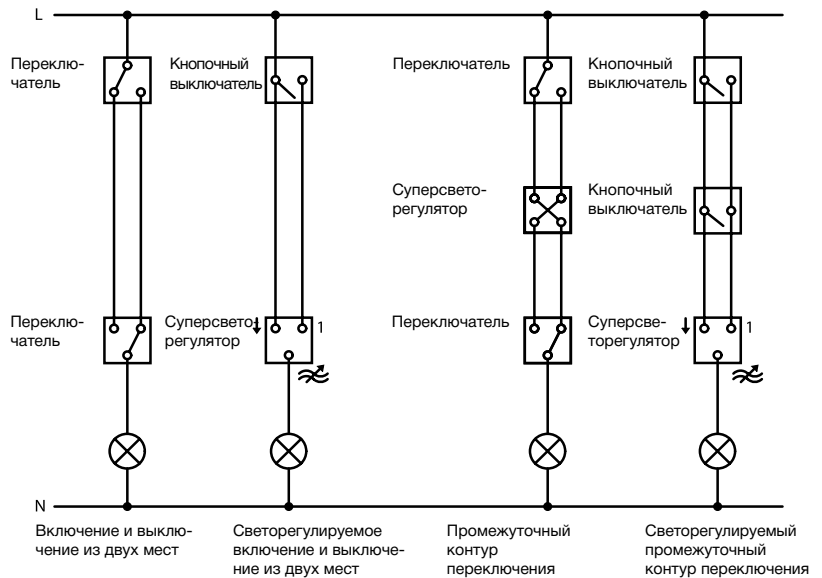 L
Переклю-
чатель
Кнопочный
выключатель
Переключатель
Кнопочный
выключатель
Суперсвето-
регулятор
Кнопочный
выключатель
Переклю-
чатель
Суперсвето-
регулятор
1
Переключатель
Суперсве-
торегулятор
1
N
Включение и выклю-
чение из двух мест
Светорегулируемое
включение и выключе-
ние из двух мест
Промежуточный
контур
переключения
Светорегулируемый
промежуточный
контур переключения